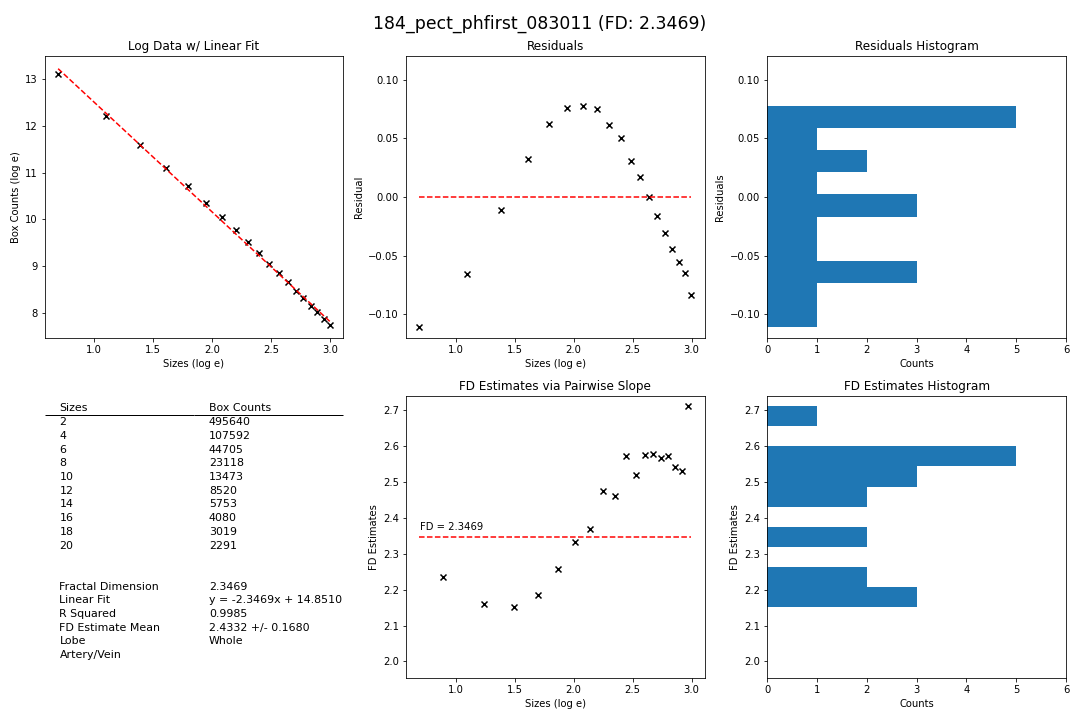 184_pect_phfirst_083011 (FD: 2.3469)
Log Data w/ Linear Fit
13
12
11
10
9
8
Box Counts (log e)
1.0 1.5 2.0 2.5 3.0
Sizes (log e)
Residuals
0.10
0.05
0.00
−0.05
−0.10
Residual
1.0 1.5 2.0 2.5 3.0
Sizes (log e)
Residuals Histogram
0.10
0.05
0.00
−0.05
−0.10
Residuals
0 1 2 3 4 5 6
Counts
Sizes Box Counts
2 495640
4 107592
6 44705
8 23118
10 13473
12 8520
14 5753
16 4080
18 3019
20 2291
Fractal Dimension 2.3469
Linear Fit y = -2.3469x + 14.8510
R Squared 0.9985
FD Estimate Mean 2.4332 +/- 0.1680
Lobe Whole
Artery/Vein
FD Estimates via Pairwise Slope
2.7
2.6
2.5
2.4
2.3
2.2
2.1
2.0
FD Estimates
FD = 2.3469
1.0 1.5 2.0 2.5 3.0
Sizes (log e)
FD Estimates Histogram
2.7
2.6
2.5
2.4
2.3
2.2
2.1
2.0
FD Estimates
0 1 2 3 4 5 6
Counts